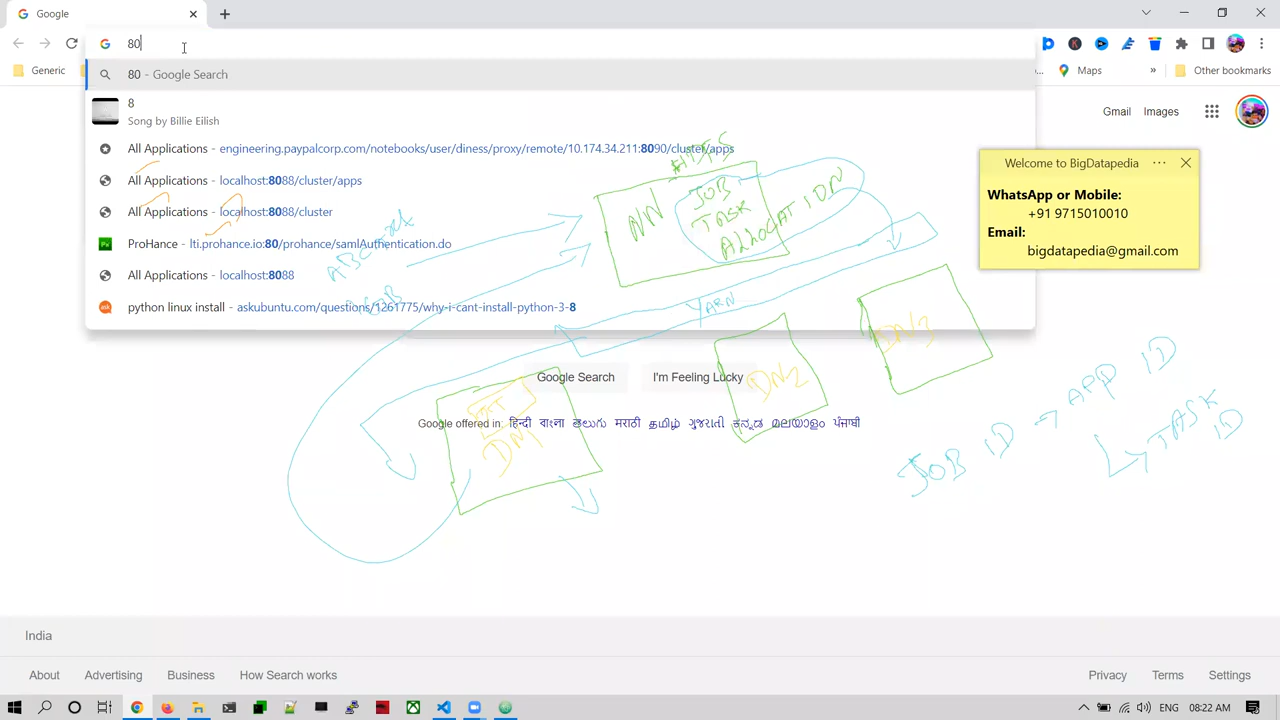 Google
80
Generic
Maps
»
Other bookmarks
80 - Google Search
8
Song by Billie Eilish
All Applications - engineering.paypalcorp.com/notebooks/user/diness/proxy/remote/10.174.34.211:8090/cluster/apps
All Applications - localhost:8088/cluster/apps
All Applications - localhost:8088/cluster
ProHance - lti.prohance.io:80/prohance/samlAuthentication.do
All Applications - localhost:8088
python linux install - askubuntu.com/questions/1261775/why-i-cant-install-python-3-8
Gmail Images
Welcome to BigDatapedia ...
WhatsApp or Mobile:
+91 9715010010
Email:
bigdatapedia@gmail.com
HDFS
NN
JOB
TASK
ALLOCATION
JOB
YARN
DN3
DN2
DN1
Google Search I'm Feeling Lucky
Google offered in: हिन्दी বাংলা తెలుగు मराठी தமிழ் ગુજરાતી ಕನ್ನಡ മലയാളം ਪੰਜਾਬੀ
JOB ID → APP ID
TASK ID
India
About Advertising Business How Search works
Privacy Terms Settings
ENG 08:22 AM